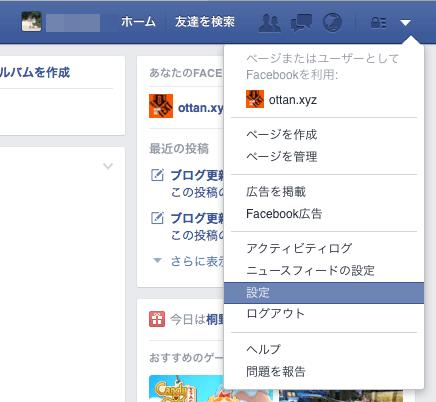 ホーム 友達を検索
ルバムを作成
あなたのFACE
ottan.xy
最近の投稿
ブログ更新
この投稿の
ブログ更新
この投稿の
さらに表示
今日は桐野
おすすめのゲー
ページまたはユーザーとして
Facebookを利用:
ottan.xyz
ページを作成
ページを管理
広告を掲載
Facebook広告
アクティビティログ
ニュースフィードの設定
設定
ログアウト
ヘルプ
問題を報告